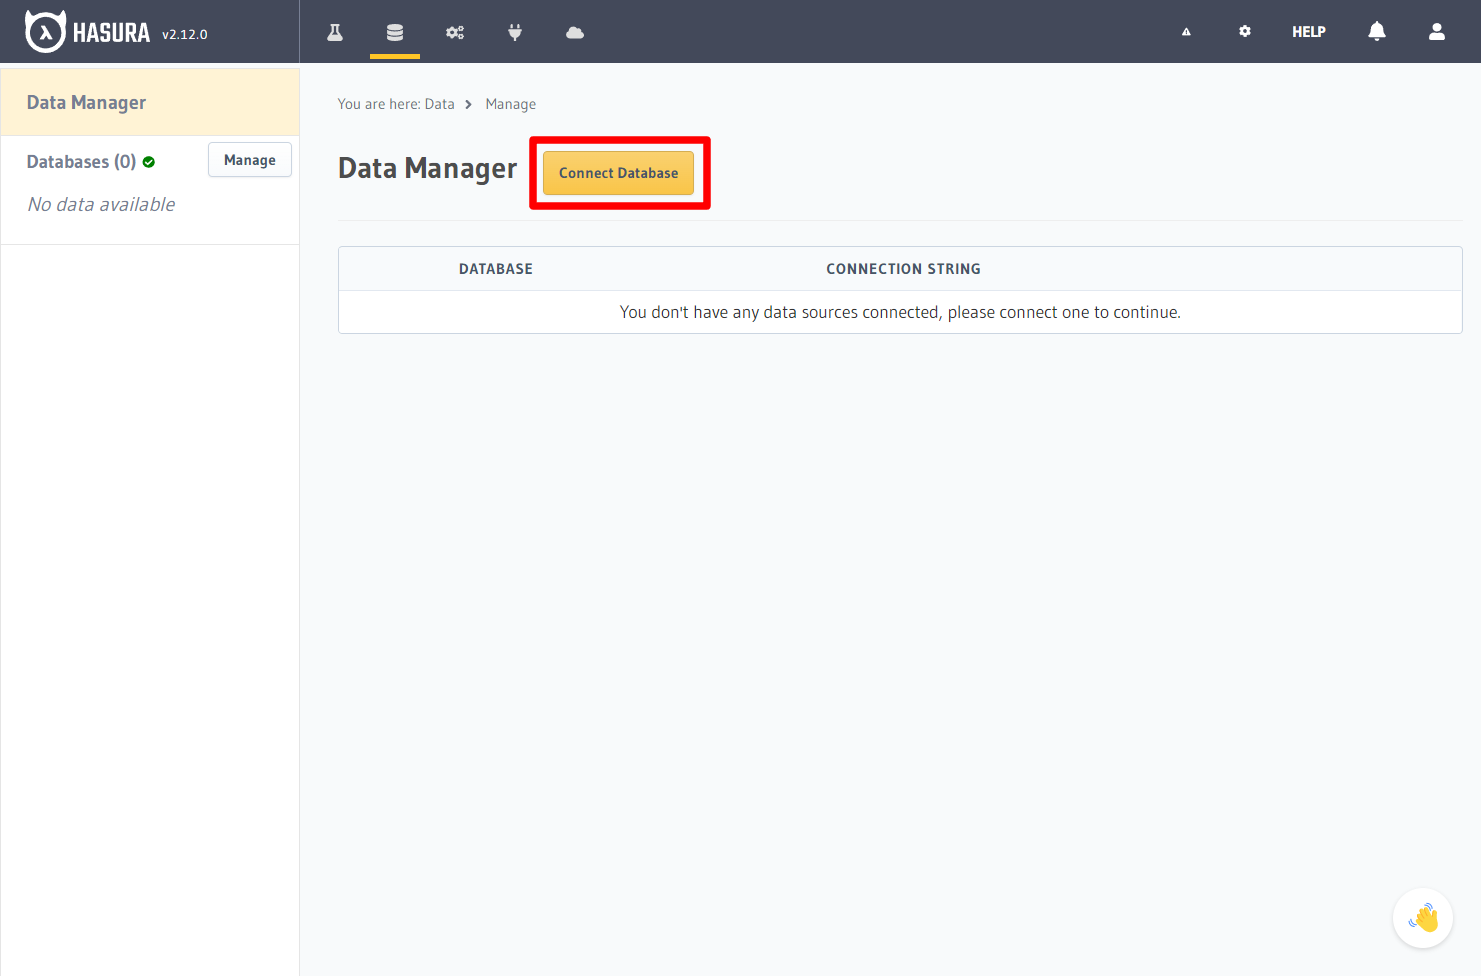 HASURA v2.12.0
HELP
Data Manager
Databases (0)
Manage
No data available
You are here: Data
Manage
Data Manager
Connect Database
DATABASE
CONNECTION STRING
You don't have any data sources connected, please connect one to continue.